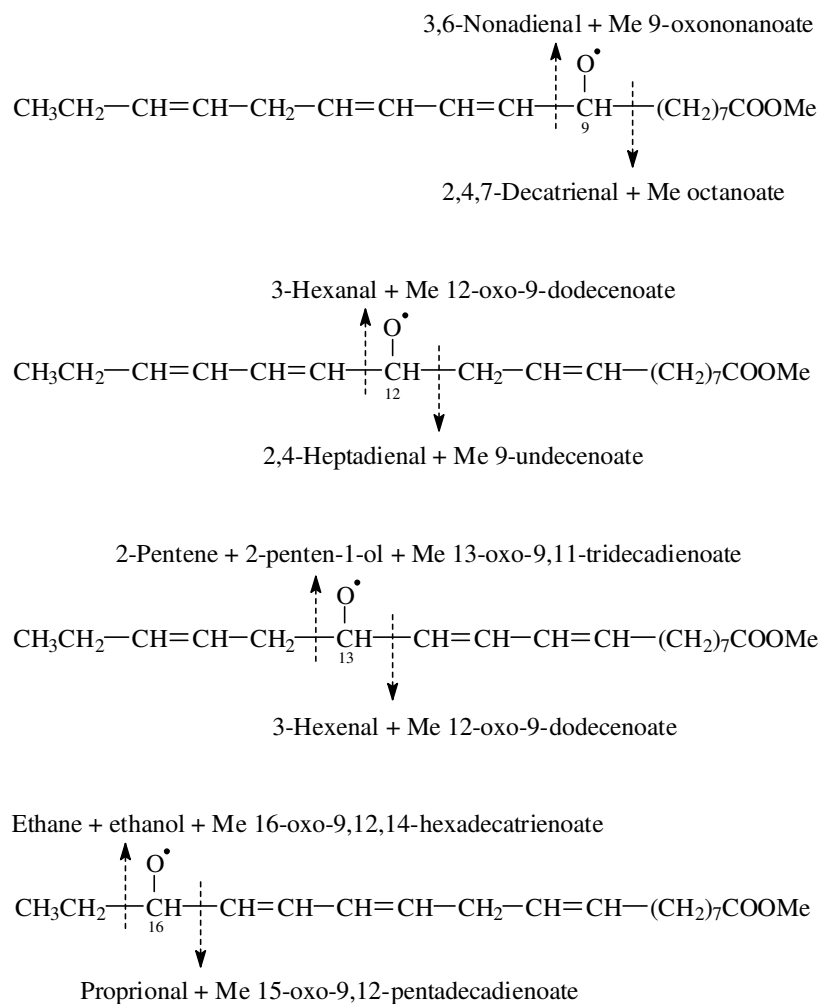 3,6-Nonadienal + Me 9-oxononanoate
O•
CH3CH2—CH=CH—CH2—CH=CH—CH=CH—CH—(CH2)7COOMe
9
2,4,7-Decatrienal + Me octanoate
3-Hexanal + Me 12-oxo-9-dodecenoate
O•
CH3CH2—CH=CH—CH=CH—CH—CH2—CH=CH—(CH2)7COOMe
12
2,4-Heptadienal + Me 9-undecenoate
2-Pentene + 2-penten-1-ol + Me 13-oxo-9,11-tridecadienoate
O•
CH3CH2—CH=CH—CH2—CH—CH=CH—CH=CH—(CH2)7COOMe
13
3-Hexenal + Me 12-oxo-9-dodecenoate
Ethane + ethanol + Me 16-oxo-9,12,14-hexadecatrienoate
O•
CH3CH2—CH—CH=CH—CH=CH—CH2—CH=CH—(CH2)7COOMe
16
Proprional + Me 15-oxo-9,12-pentadecadienoate